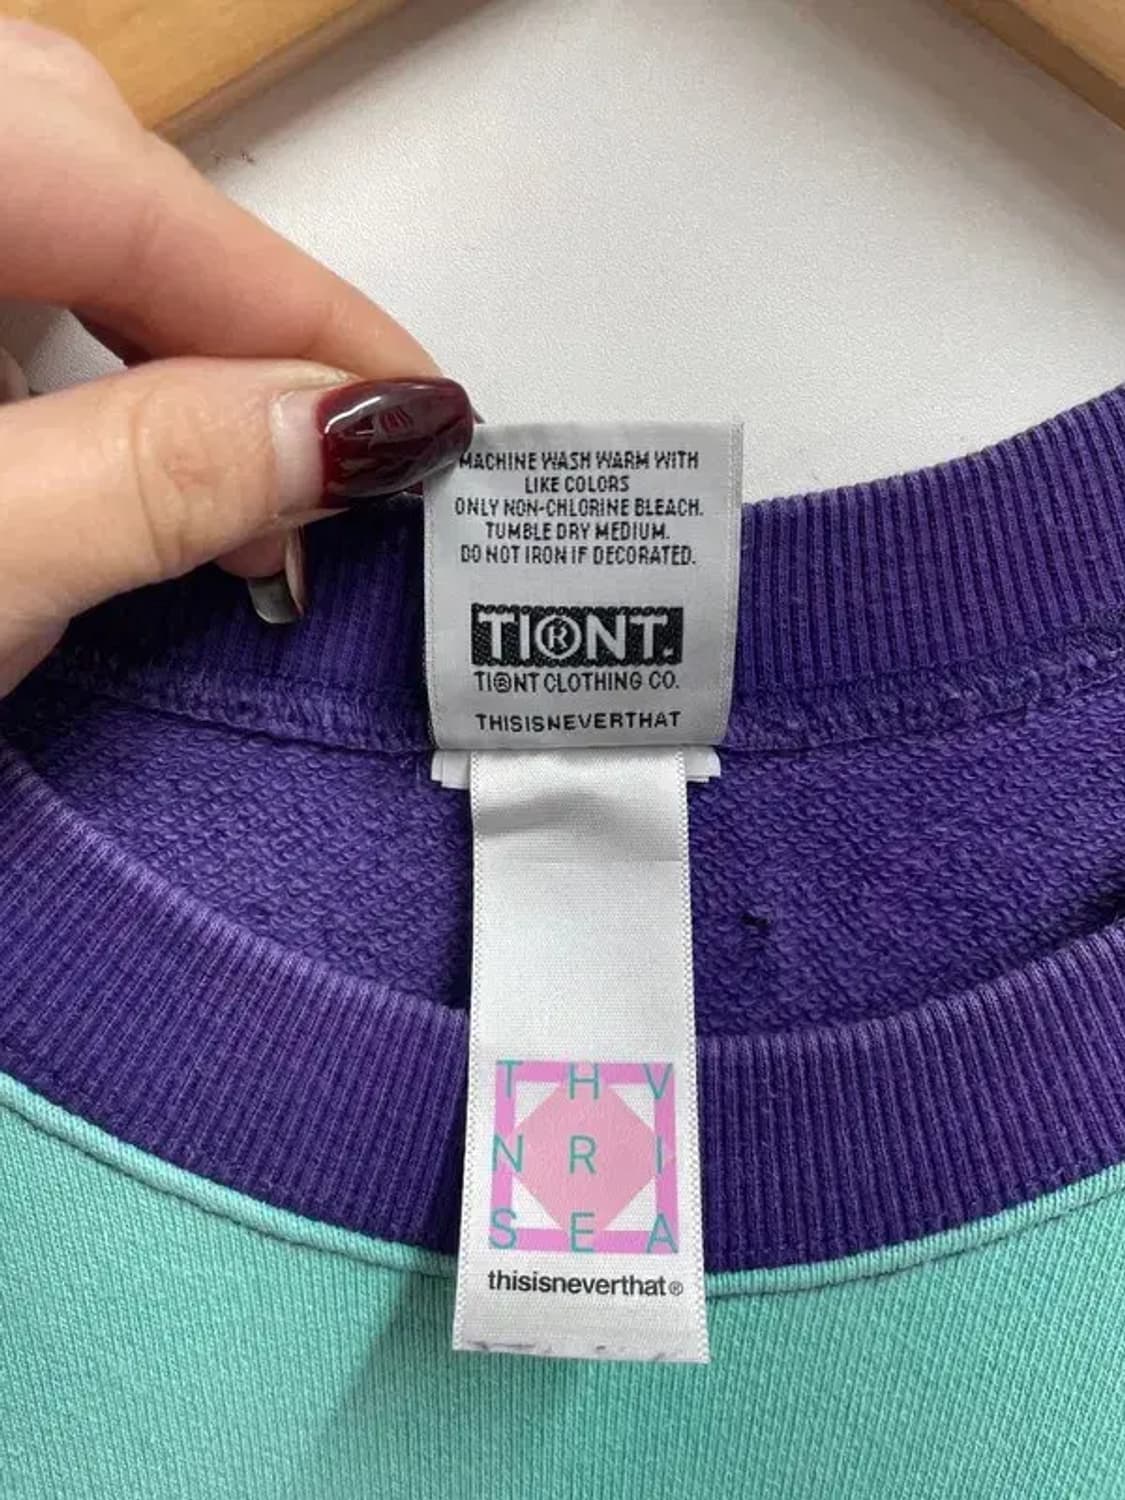 MACHINE WASH WARM WITH
LIKE COLORS
ONLY NON-CHLORINE BLEACH.
TUMBLE DRY MEDIUM.
DO NOT IRON IF DECORATED.
TI®NT.
TI®NT CLOTHING CO.
THISISNEVERTHAT
T H V
N R I
S E A
thisisneverthat®